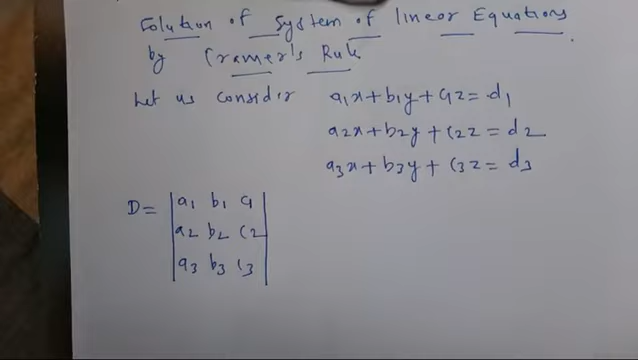 Solution of System of linear Equations
by Cramer's Rule
Let us consider a1x+b1y+c1z=d1
a2x+b2y+c2z=d2
a3x+b3y+c3z=d3
D= | a1 b1 c1 |
| a2 b2 c2 |
| a3 b3 c3 |